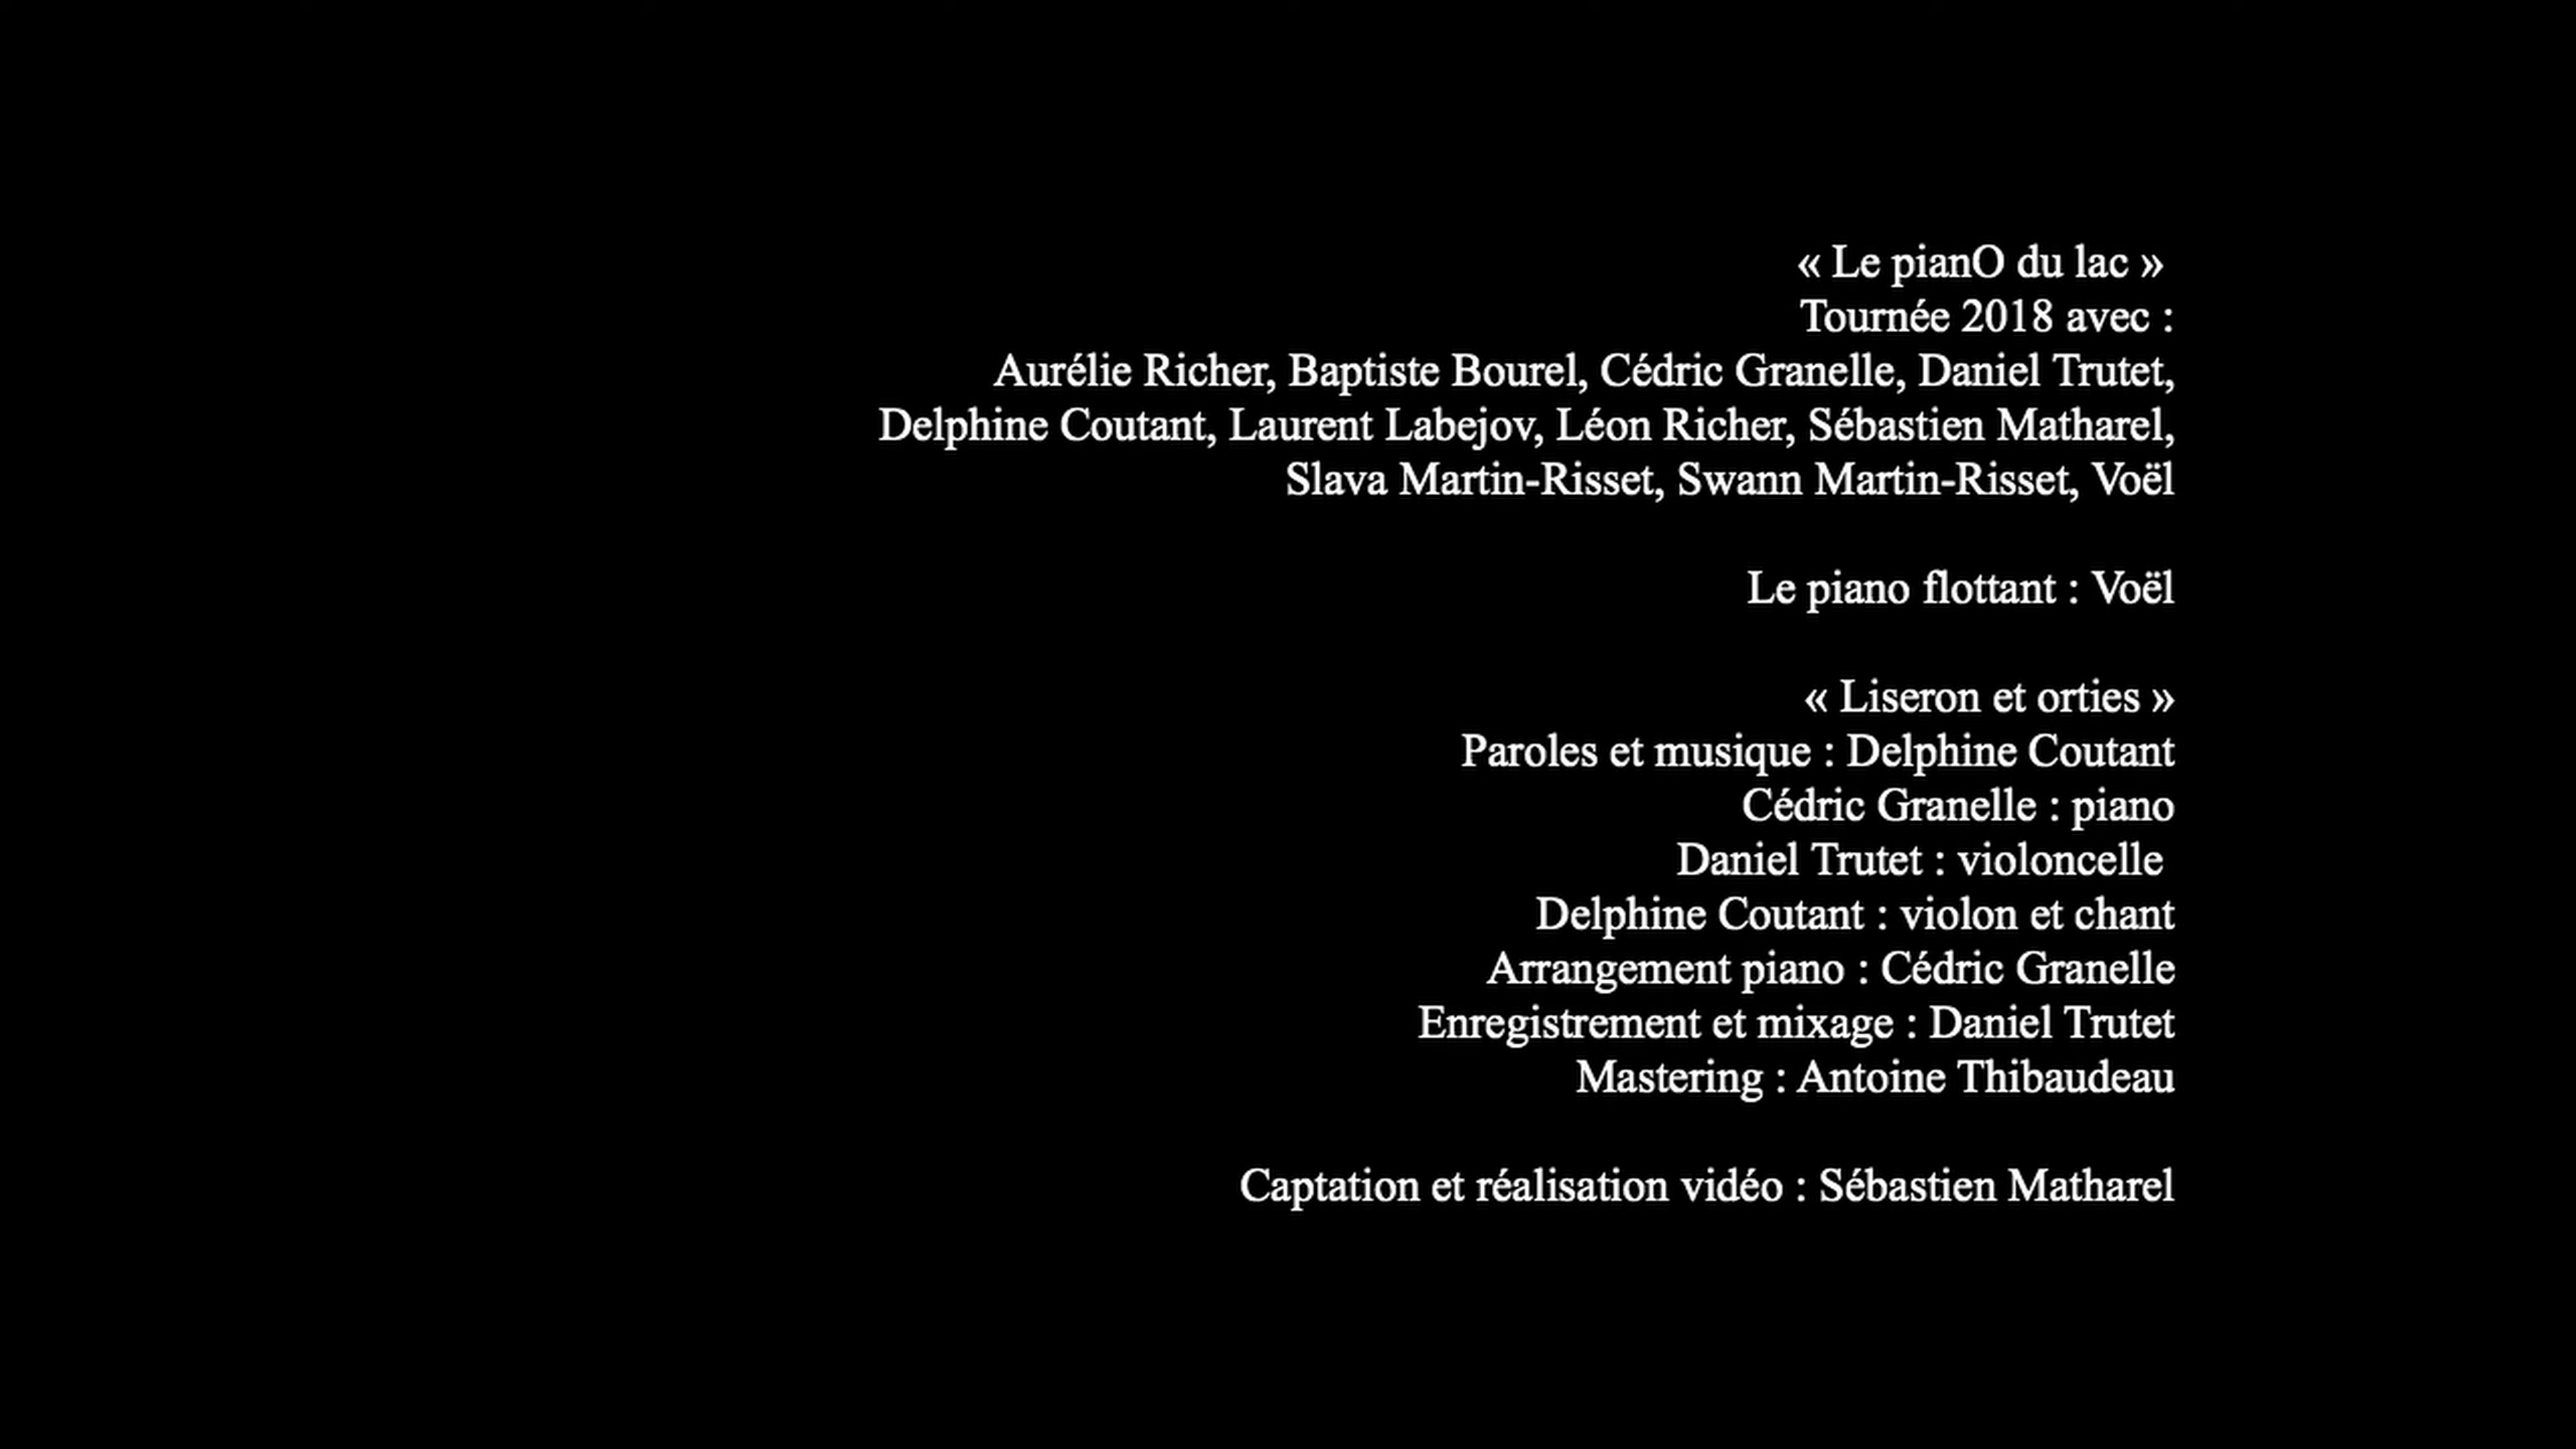 « Le pianO du lac »
Tournée 2018 avec :
Aurélie Richer, Baptiste Bourel, Cédric Granelle, Daniel Trutet,
Delphine Coutant, Laurent Labejov, Léon Richer, Sébastien Matharel,
Slava Martin-Risset, Swann Martin-Risset, Voël
Le piano flottant : Voël
« Liseron et orties »
Paroles et musique : Delphine Coutant
Cédric Granelle : piano
Daniel Trutet : violoncelle
Delphine Coutant : violon et chant
Arrangement piano : Cédric Granelle
Enregistrement et mixage : Daniel Trutet
Mastering : Antoine Thibaudeau
Captation et réalisation vidéo : Sébastien Matharel